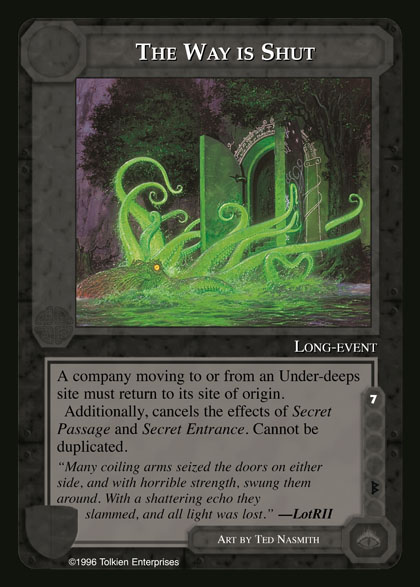 THE WAY IS SHUT
LONG-EVENT
A company moving to or from an Under-deeps
site must return to its site of origin.
Additionally, cancels the effects of Secret
Passage and Secret Entrance. Cannot be
duplicated.
7
“Many coiling arms seized the doors on either
side, and with horrible strength, swung them
around. With a shattering echo they
slammed, and all light was lost.” —LotRII
ART BY TED NASMITH
©1996 Tolkien Enterprises